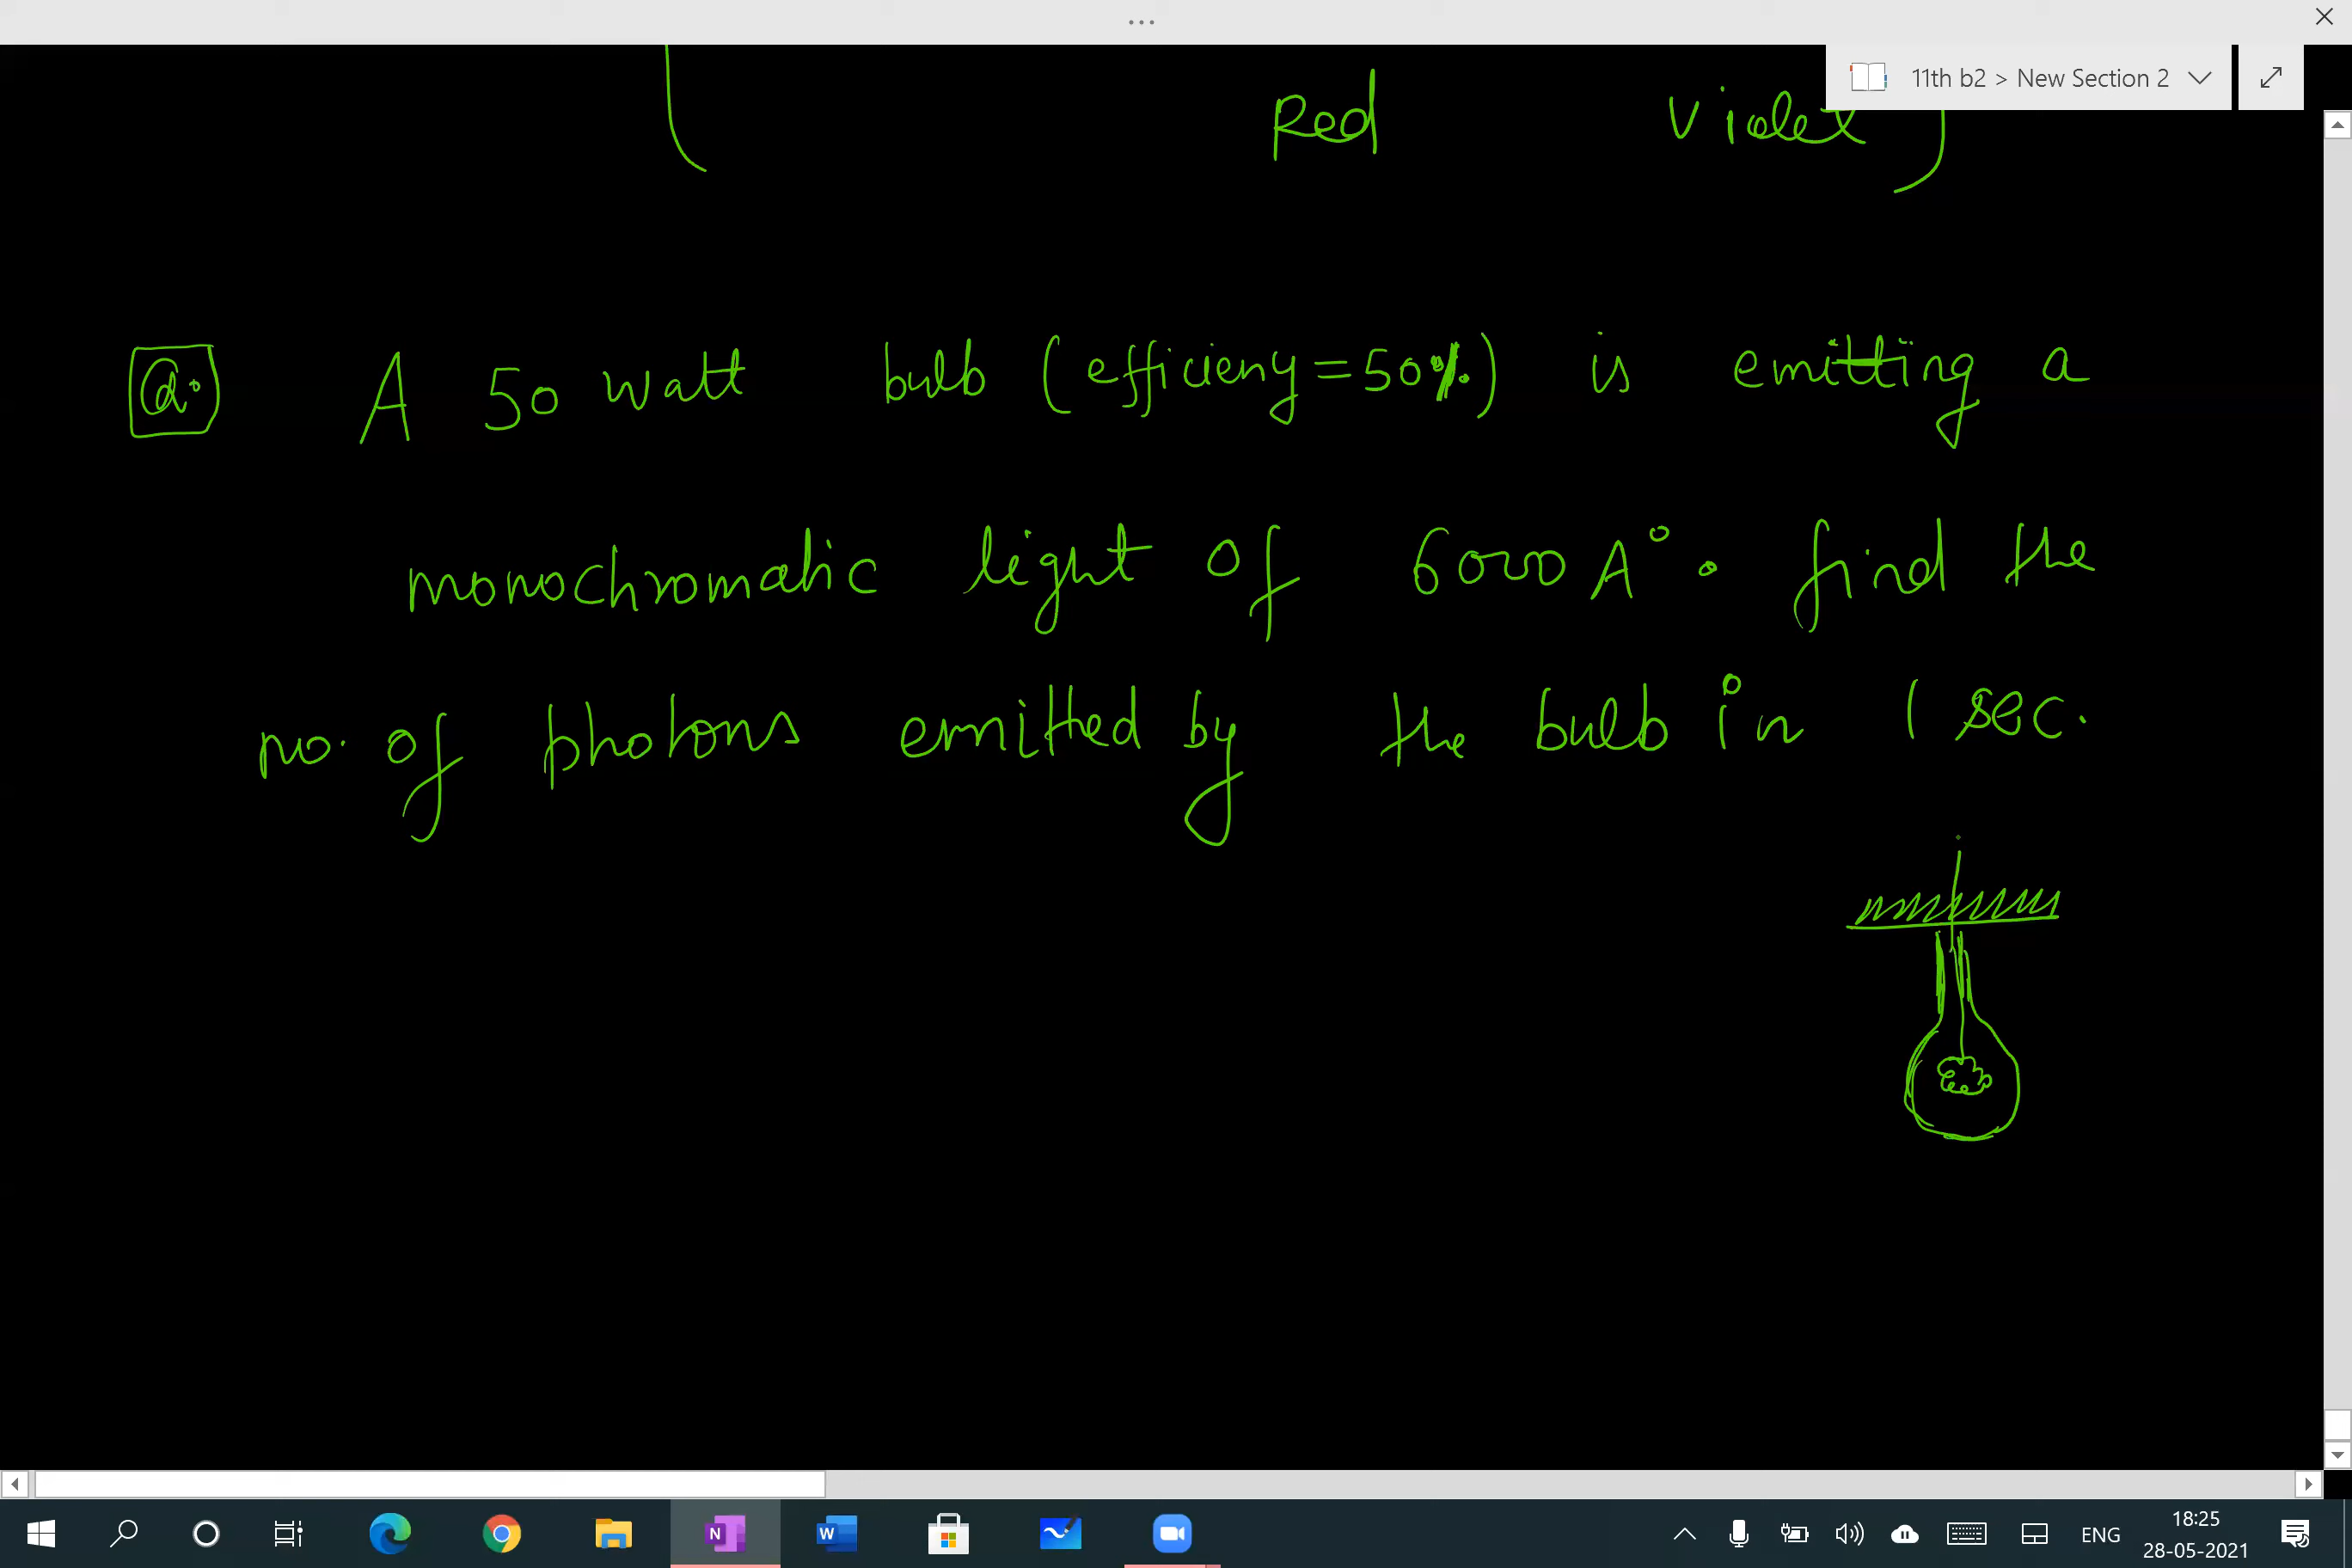 ...
11th b2 > New Section 2
Red Violet
Q. A 50 watt bulb (efficieny = 50%) is emitting a
monochromatic light of 6000 A° . find the
no. of photons emitted by the bulb in 1 sec.
N
W
ENG
18:25
28-05-2021